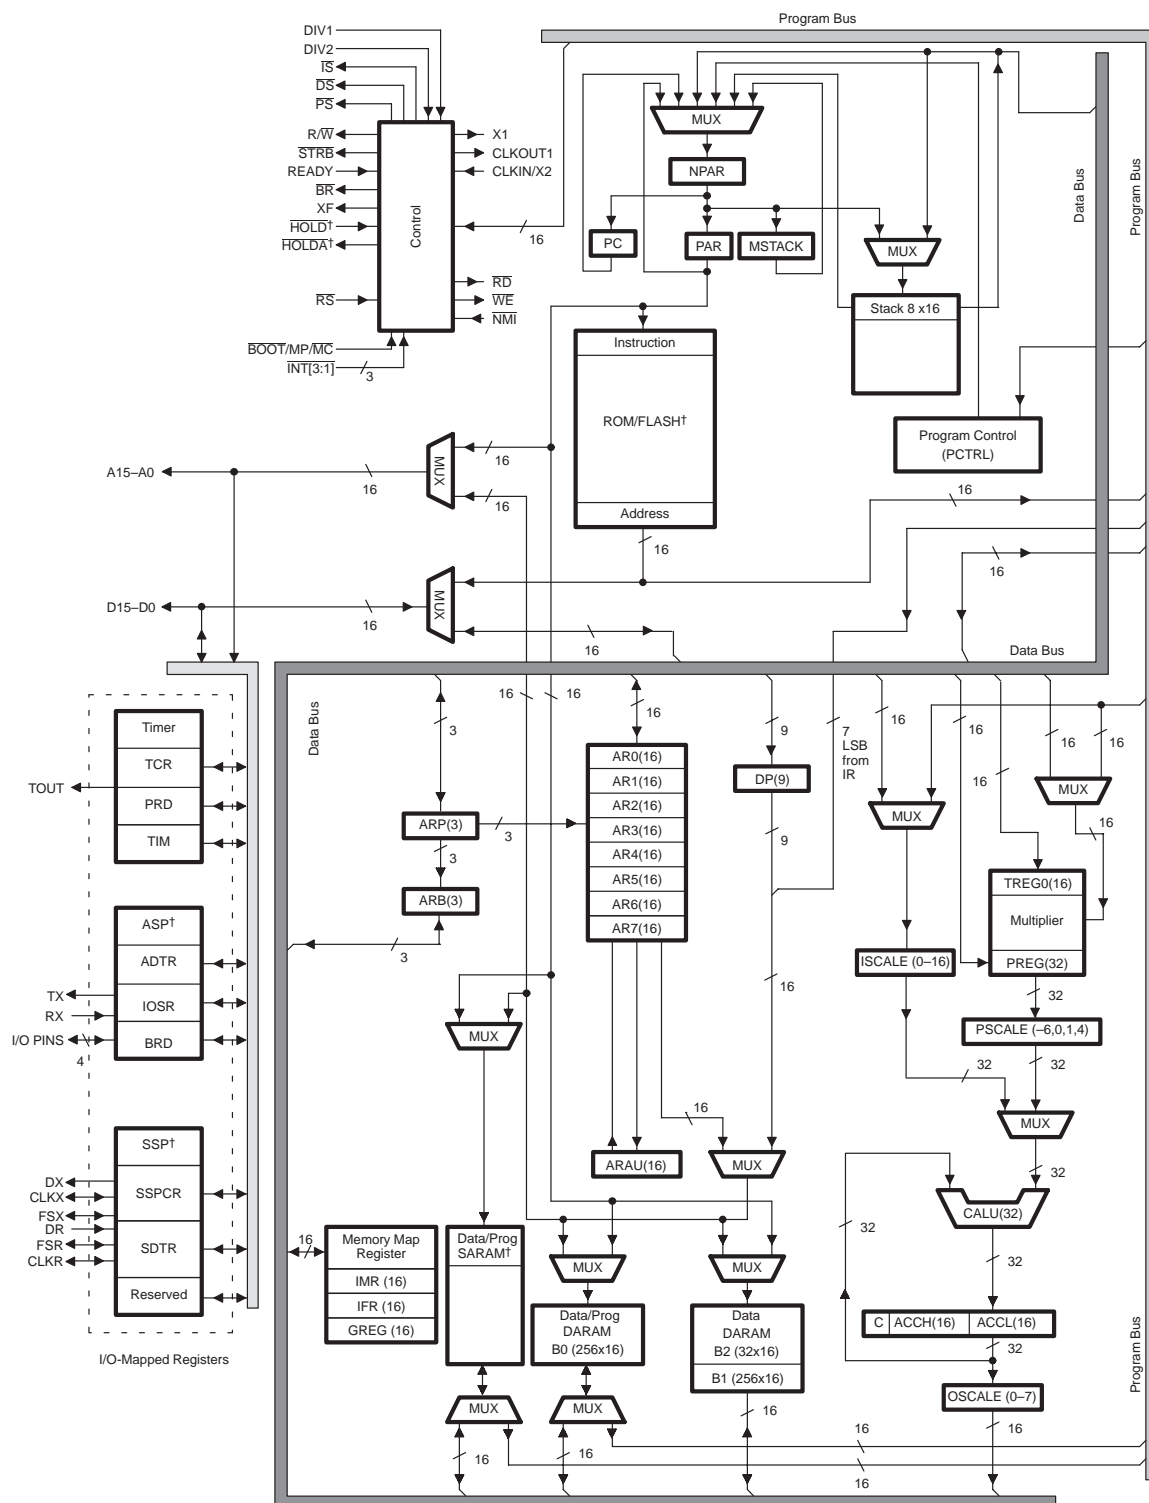 Program Bus
DIV1
DIV2
IS
DS
PS
R/W
STRB
READY
BR
XF
HOLD†
HOLDA†
RS
BOOT/MP/MC
INT[3:1]
3
Control
X1
CLKOUT1
CLKIN/X2
16
RD
WE
NMI
MUX
NPAR
PC
PAR
MSTACK
MUX
Stack 8 x16
Data Bus
Program Bus
Instruction
ROM/FLASH†
Address
16
Program Control
(PCTRL)
A15–A0
16
MUX
16
16
16
16
D15–D0
16
MUX
16
Data Bus
Data Bus
Timer
TCR
PRD
TIM
TOUT
ASP†
ADTR
IOSR
BRD
TX
RX
I/O PINS
4
SSP†
SSPCR
SDTR
Reserved
DX
CLKX
FSX
DR
FSR
CLKR
I/O-Mapped Registers
3
16
16
16
9
7
LSB
from
IR
16
16
16
16
16
ARP(3)
3
3
ARB(3)
3
AR0(16)
AR1(16)
AR2(16)
AR3(16)
AR4(16)
AR5(16)
AR6(16)
AR7(16)
DP(9)
9
16
MUX
MUX
16
TREG0(16)
Multiplier
PREG(32)
32
ISCALE (0–16)
PSCALE (–6,0,1,4)
32
32
MUX
32
MUX
16
ARAU(16)
MUX
CALU(32)
32
32
16
Memory Map
Register
IMR (16)
IFR (16)
GREG (16)
Data/Prog
SARAM†
MUX
Data/Prog
DARAM
B0 (256x16)
MUX
Data
DARAM
B2 (32x16)
B1 (256x16)
C
ACCH(16)
ACCL(16)
32
OSCALE (0–7)
16
MUX
MUX
16
16
16
16
16
Program Bus